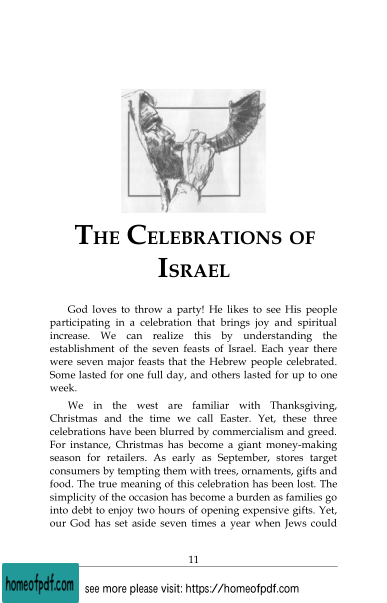 THE CELEBRATIONS OF
ISRAEL
God loves to throw a party! He likes to see His people
participating in a celebration that brings joy and spiritual
increase. We can realize this by understanding the
establishment of the seven feasts of Israel. Each year there
were seven major feasts that the Hebrew people celebrated.
Some lasted for one full day, and others lasted for up to one
week.
We in the west are familiar with Thanksgiving,
Christmas and the time we call Easter. Yet, these three
celebrations have been blurred by commercialism and greed.
For instance, Christmas has become a giant money-making
season for retailers. As early as September, stores target
consumers by tempting them with trees, ornaments, gifts and
food. The true meaning of this celebration has been lost. The
simplicity of the occasion has become a burden as families go
into debt to enjoy two hours of opening expensive gifts. Yet,
our God has set aside seven times a year when Jews could
11
homeofpdf.com
see more please visit: https://homeofpdf.com